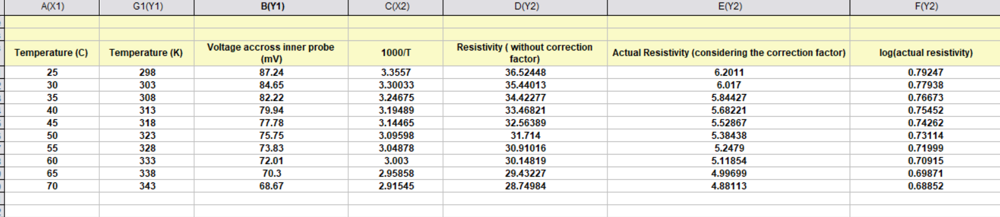 A(X1) G1(Y1) B(Y1) C(X2) D(Y2) E(Y2) F(Y2)
Temperature (C) Temperature (K) Voltage accross inner probe (mV) 1000/T Resistivity ( without correction factor) Actual Resistivity (considering the correction factor) log(actual resistivity)
25 298 87.24 3.3557 36.52448 6.2011 0.79247
30 303 84.65 3.30033 35.44013 6.017 0.77938
35 308 82.22 3.24675 34.42277 5.84427 0.76673
40 313 79.94 3.19489 33.46821 5.68221 0.75452
45 318 77.78 3.14465 32.56389 5.52867 0.74262
50 323 75.75 3.09598 31.714 5.38438 0.73114
55 328 73.83 3.04878 30.91016 5.2479 0.71999
60 333 72.01 3.003 30.14819 5.11854 0.70915
65 338 70.3 2.95858 29.43227 4.99699 0.69871
70 343 68.67 2.91545 28.74984 4.88113 0.68852